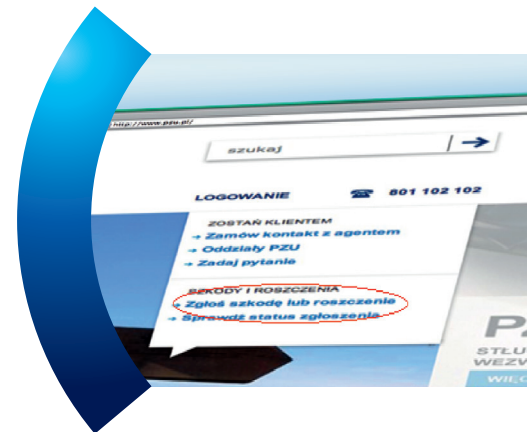 http://www.pzu.pl/
szukaj
LOGOWANIE 801 102 102
ZOSTAŃ KLIENTEM
Zamów kontakt z agentem
Oddziały PZU
Zadaj pytanie
SZKODY I ROSZCZENIA
Zgłoś szkodę lub roszczenie
Sprawdź status zgłoszenia